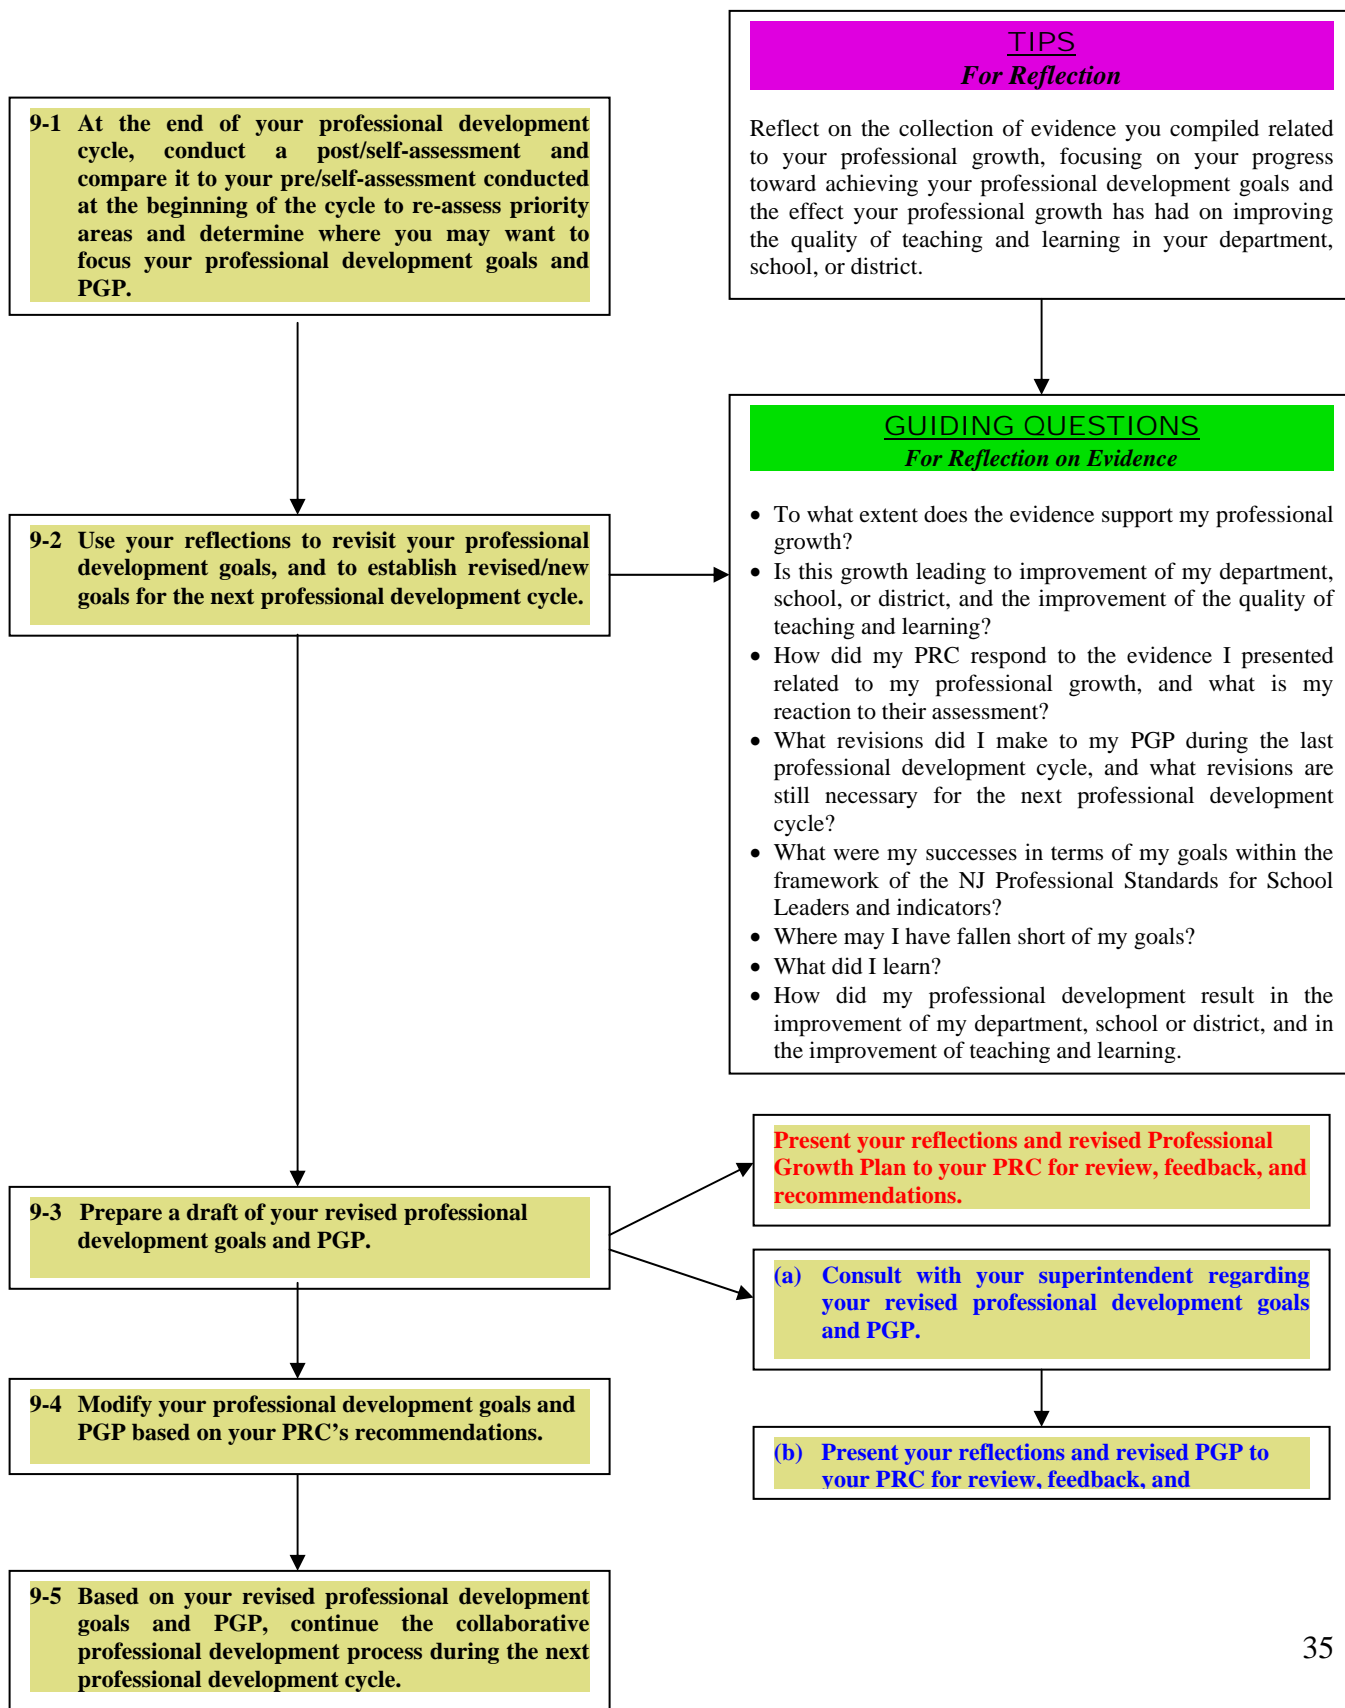 TIPS
For Reflection
Reflect on the collection of evidence you compiled related
to your professional growth, focusing on your progress
toward achieving your professional development goals and
the effect your professional growth has had on improving
the quality of teaching and learning in your department,
school, or district.
9-1 At the end of your professional development
cycle, conduct a post/self-assessment and
compare it to your pre/self-assessment conducted
at the beginning of the cycle to re-assess priority
areas and determine where you may want to
focus your professional development goals and
PGP.
GUIDING QUESTIONS
For Reflection on Evidence
• To what extent does the evidence support my professional
growth?
• Is this growth leading to improvement of my department,
school, or district, and the improvement of the quality of
teaching and learning?
• How did my PRC respond to the evidence I presented
related to my professional growth, and what is my
reaction to their assessment?
• What revisions did I make to my PGP during the last
professional development cycle, and what revisions are
still necessary for the next professional development
cycle?
• What were my successes in terms of my goals within the
framework of the NJ Professional Standards for School
Leaders and indicators?
• Where may I have fallen short of my goals?
• What did I learn?
• How did my professional development result in the
improvement of my department, school or district, and in
the improvement of teaching and learning.
9-2 Use your reflections to revisit your professional
development goals, and to establish revised/new
goals for the next professional development cycle.
9-3 Prepare a draft of your revised professional
development goals and PGP.
Present your reflections and revised Professional
Growth Plan to your PRC for review, feedback, and
recommendations.
(a) Consult with your superintendent regarding
your revised professional development goals
and PGP.
(b) Present your reflections and revised PGP to
your PRC for review, feedback, and
9-4 Modify your professional development goals and
PGP based on your PRC’s recommendations.
9-5 Based on your revised professional development
goals and PGP, continue the collaborative
professional development process during the next
professional development cycle.
35